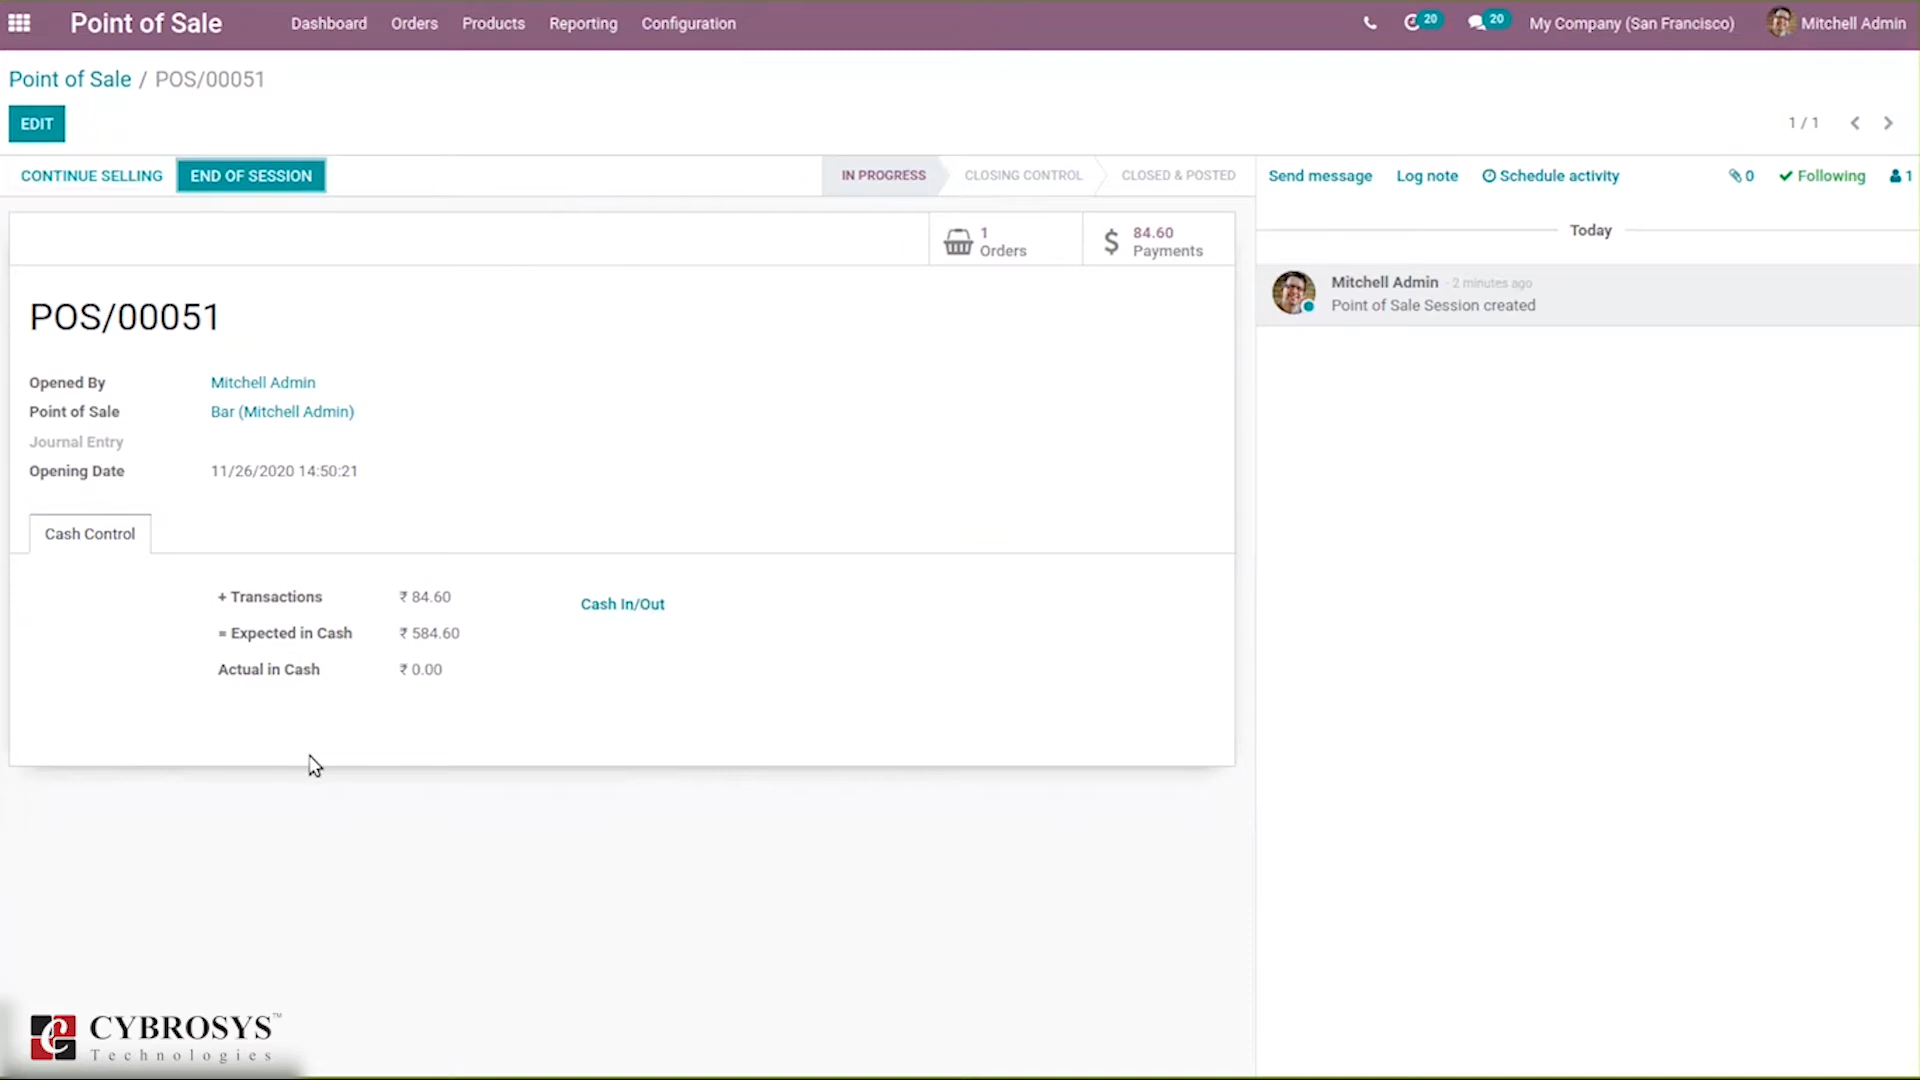 Point of Sale Dashboard Orders Products Reporting Configuration 20 20 My Company (San Francisco) Mitchell Admin
Point of Sale / POS/00051
EDIT
1 / 1
CONTINUE SELLING END OF SESSION IN PROGRESS CLOSING CONTROL CLOSED & POSTED Send message Log note Schedule activity 0 Following 1
Today
1
Orders
$ 84.60
Payments
Mitchell Admin - 2 minutes ago
Point of Sale Session created
POS/00051
Opened By Mitchell Admin
Point of Sale Bar (Mitchell Admin)
Journal Entry
Opening Date 11/26/2020 14:50:21
Cash Control
+ Transactions ₹ 84.60
Cash In/Out
= Expected in Cash ₹ 584.60
Actual in Cash ₹ 0.00
CYBROSYS™
Technologies